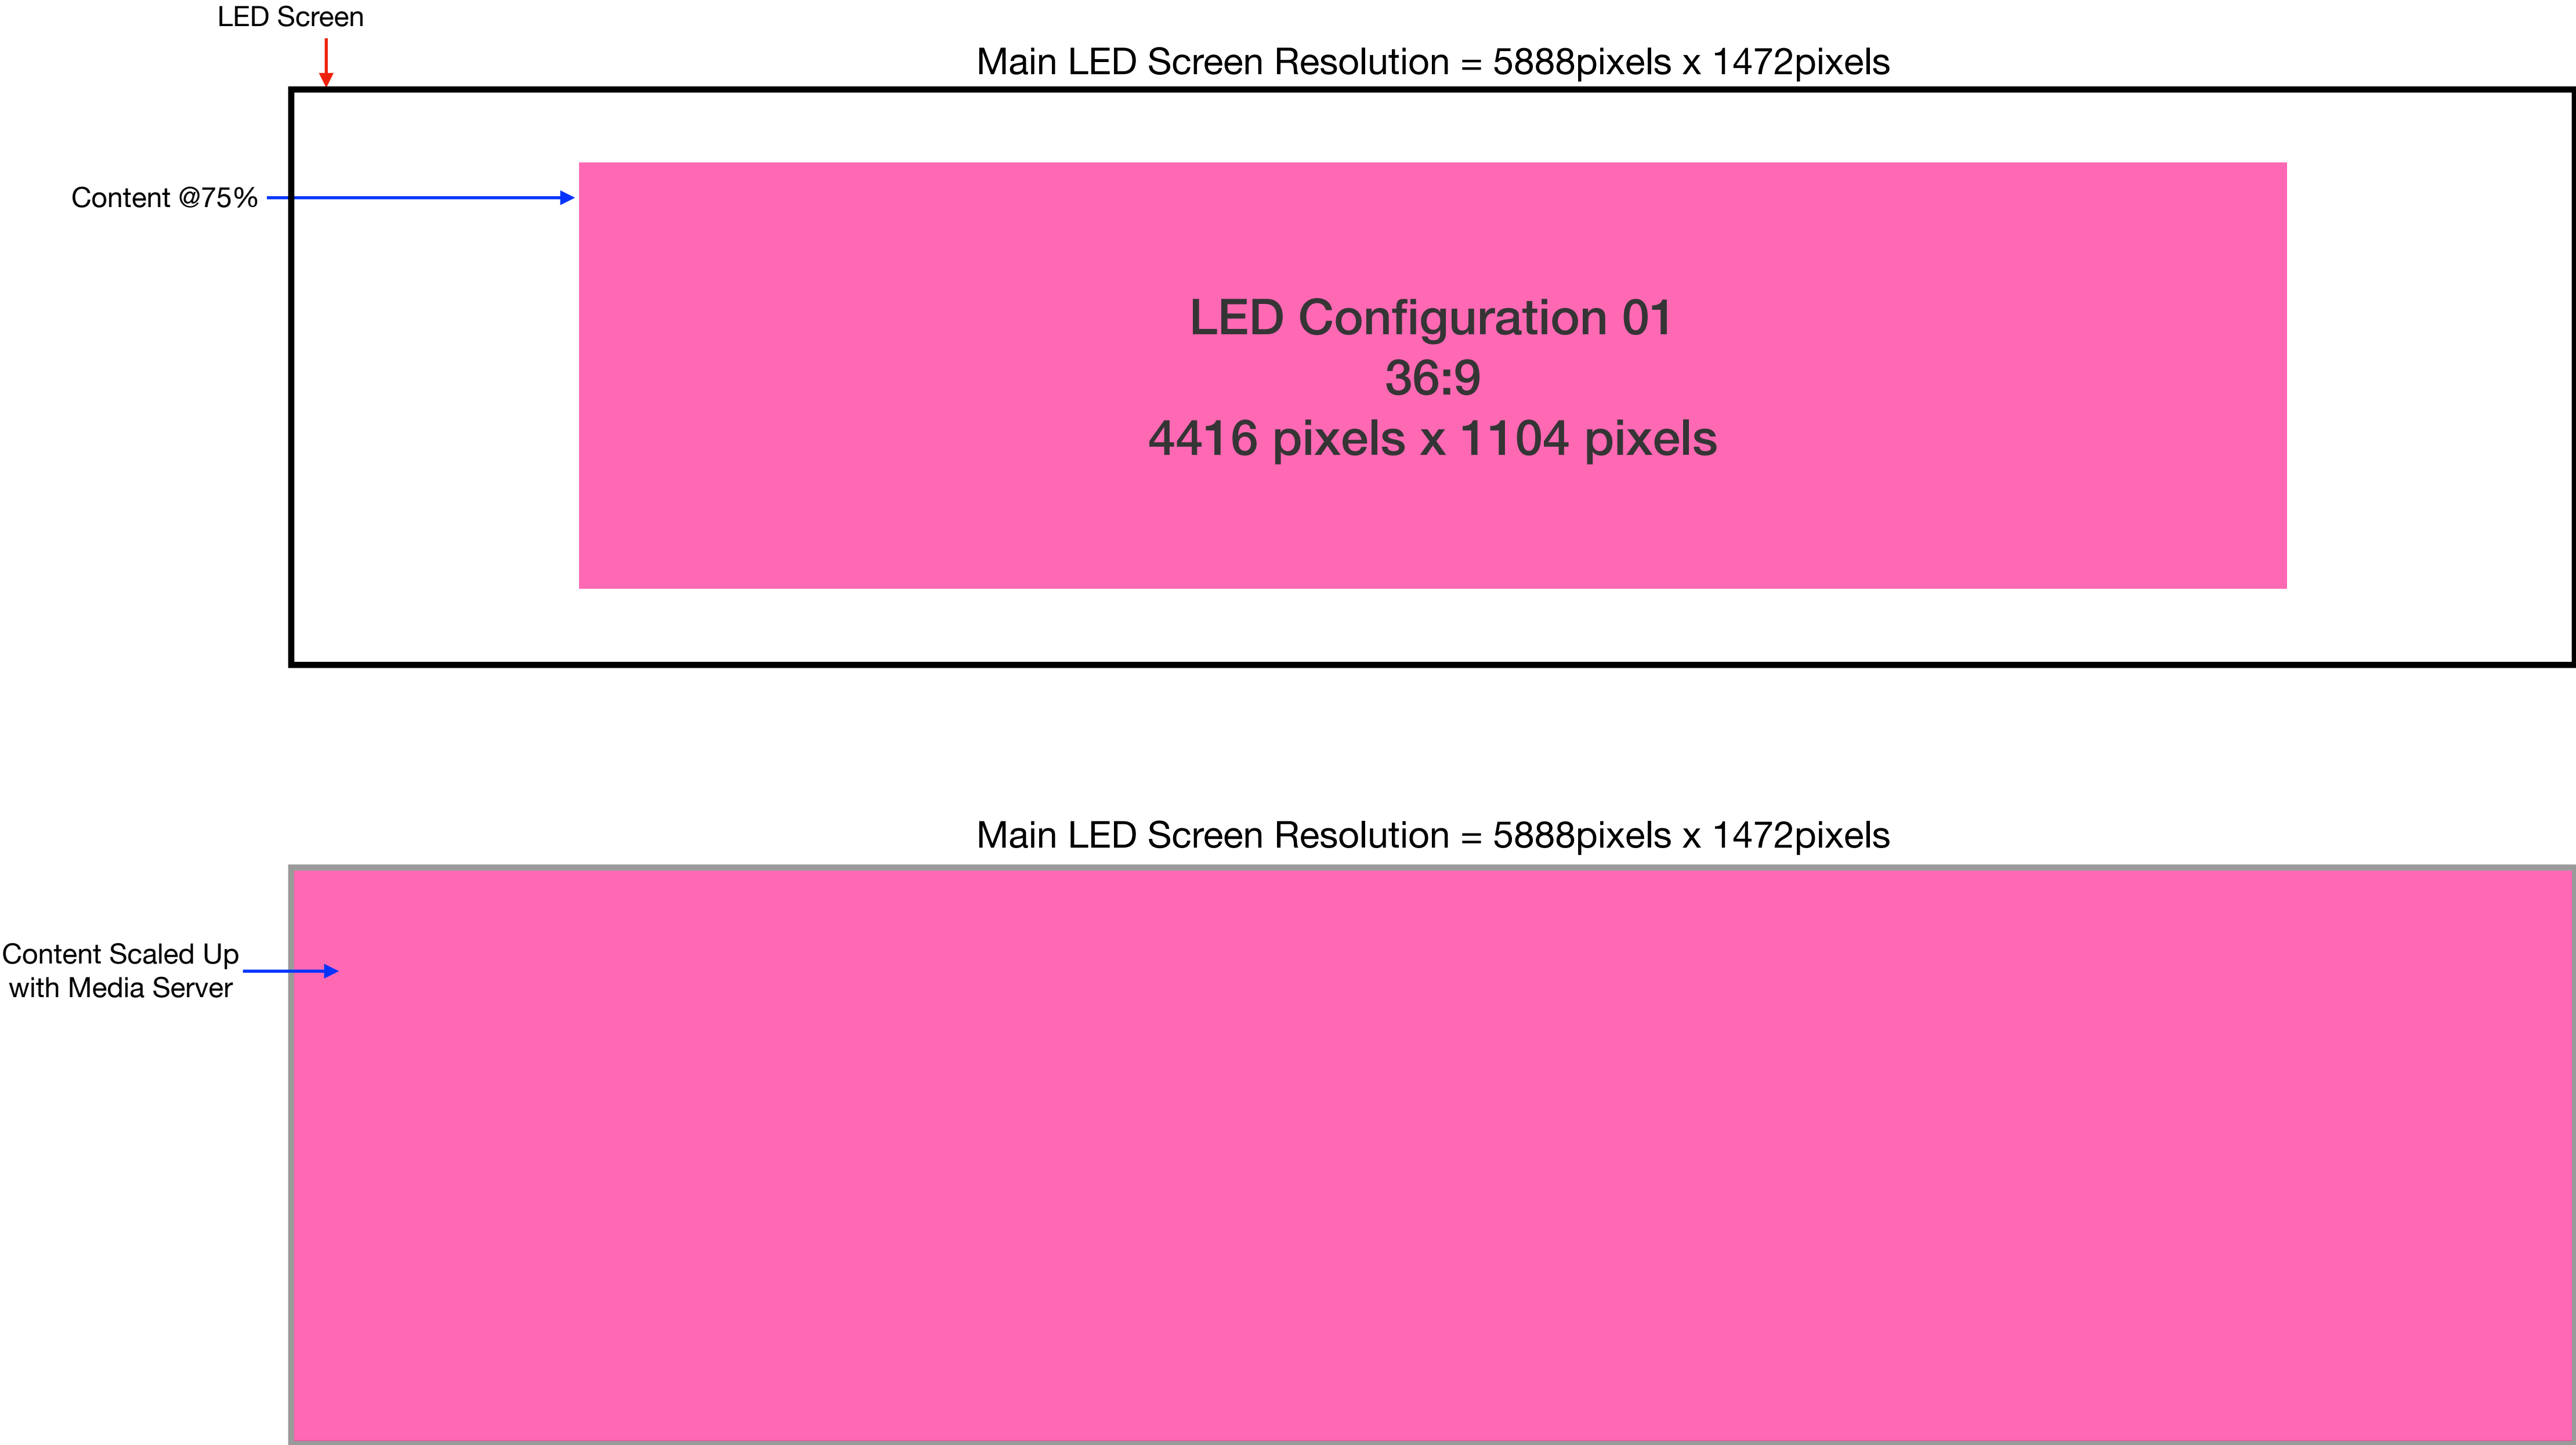 LED Screen
Main LED Screen Resolution = 5888pixels x 1472pixels
Content @75%
LED Configuration 01
36:9
4416 pixels x 1104 pixels
Main LED Screen Resolution = 5888pixels x 1472pixels
Content Scaled Up
with Media Server